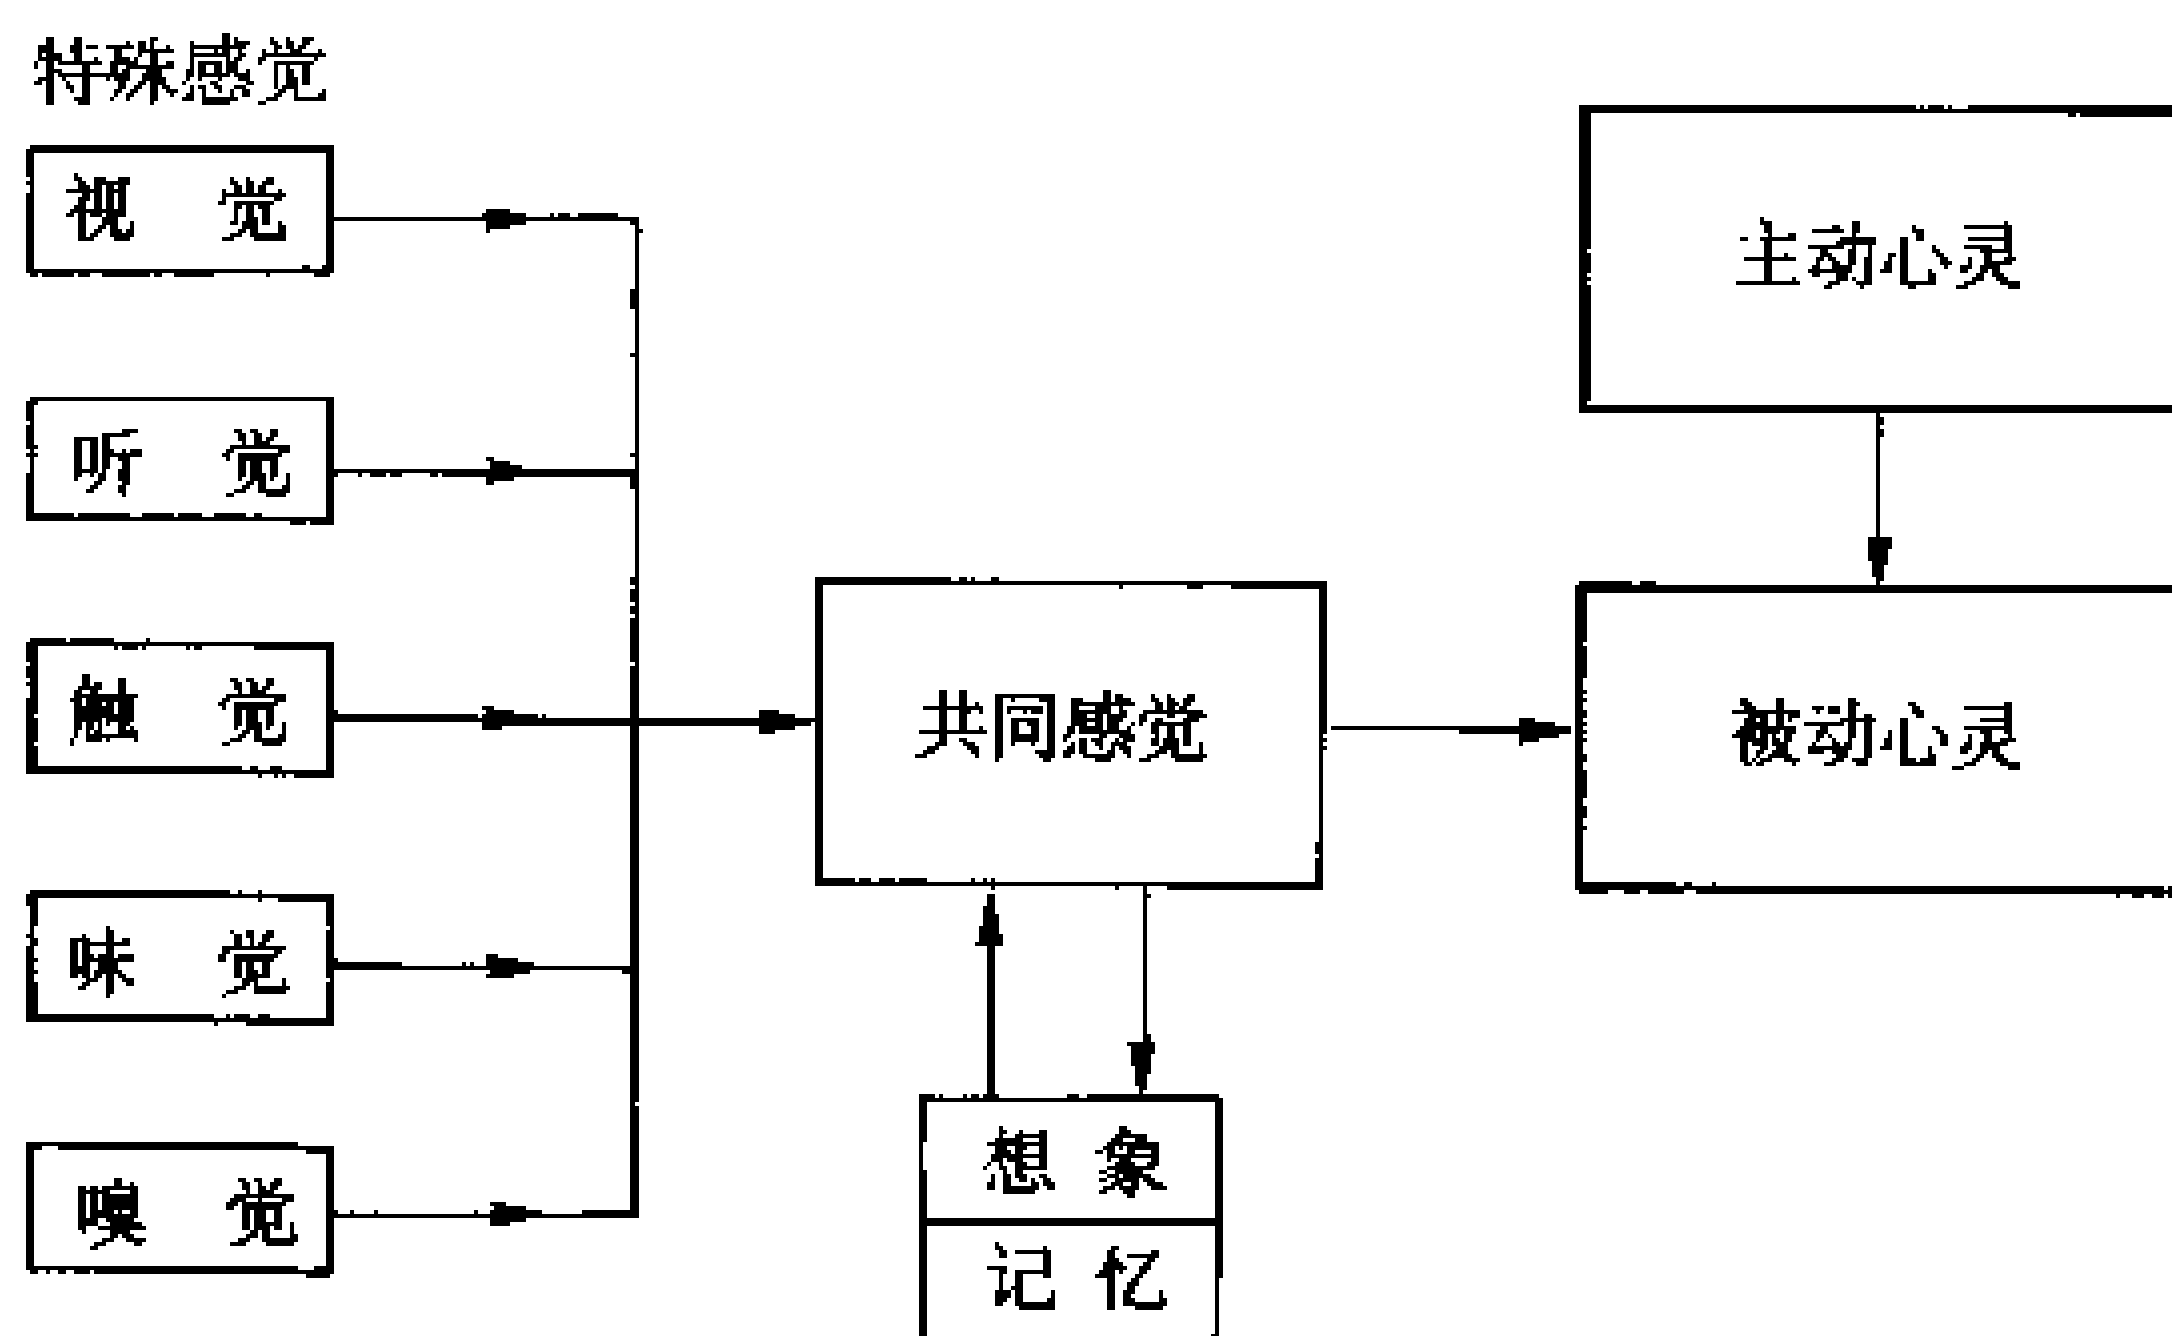 特殊感觉
视 觉
听 觉
触 觉
味 觉
嗅 觉
共同感觉
想 象
记 忆
主动心灵
被动心灵